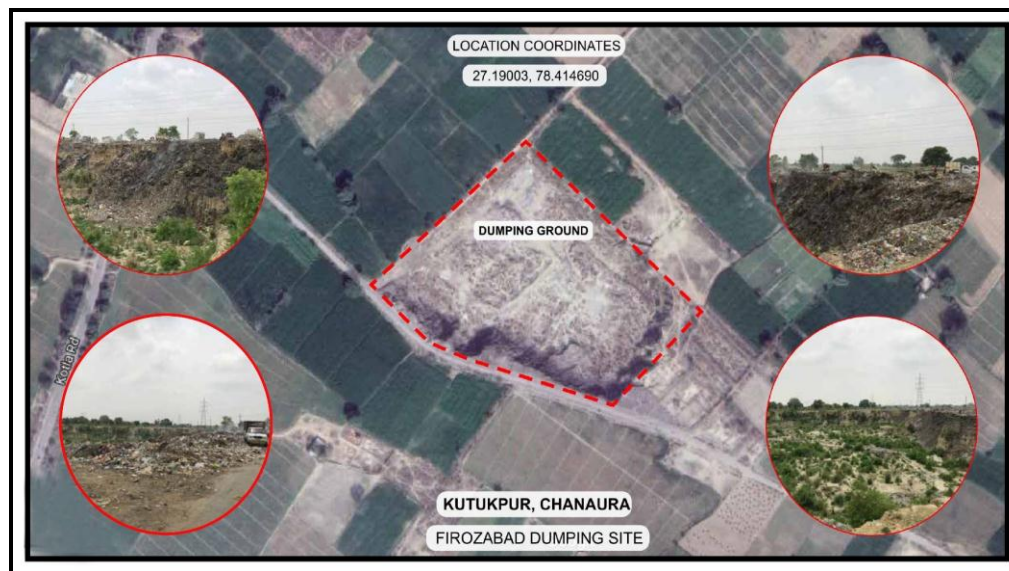 LOCATION COORDINATES
27.19003, 78.414690
DUMPING GROUND
Kotla Rd
KUTUKPUR, CHANAURA
FIROZABAD DUMPING SITE